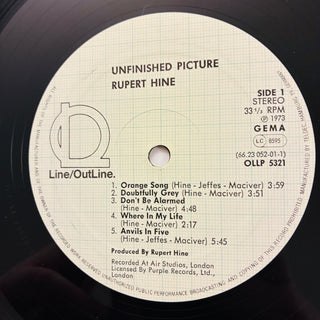 UNFINISHED PICTURE
RUPERT HINE
SIDE 1
STEREO
33 1/3 RPM
Ⓟ 1973
GEMA
LC 8595
(66.23 052-01-1)
OLLP 5321
Line/OutLine.
1. Orange Song (Hine - Jeffes - Maciver) 3:59
2. Doubtfully Grey (Hine - Maciver) 3:51
3. Don't Be Alarmed
(Hine - Maciver) 4:48
4. Where In My Life
(Hine - Maciver) 2:17
5. Anvils In Five
(Hine - Jeffes - Maciver) 5:45
Produced By Rupert Hine
Recorded At Air Studios, London
Licensed By Purple Records, Ltd.,
London